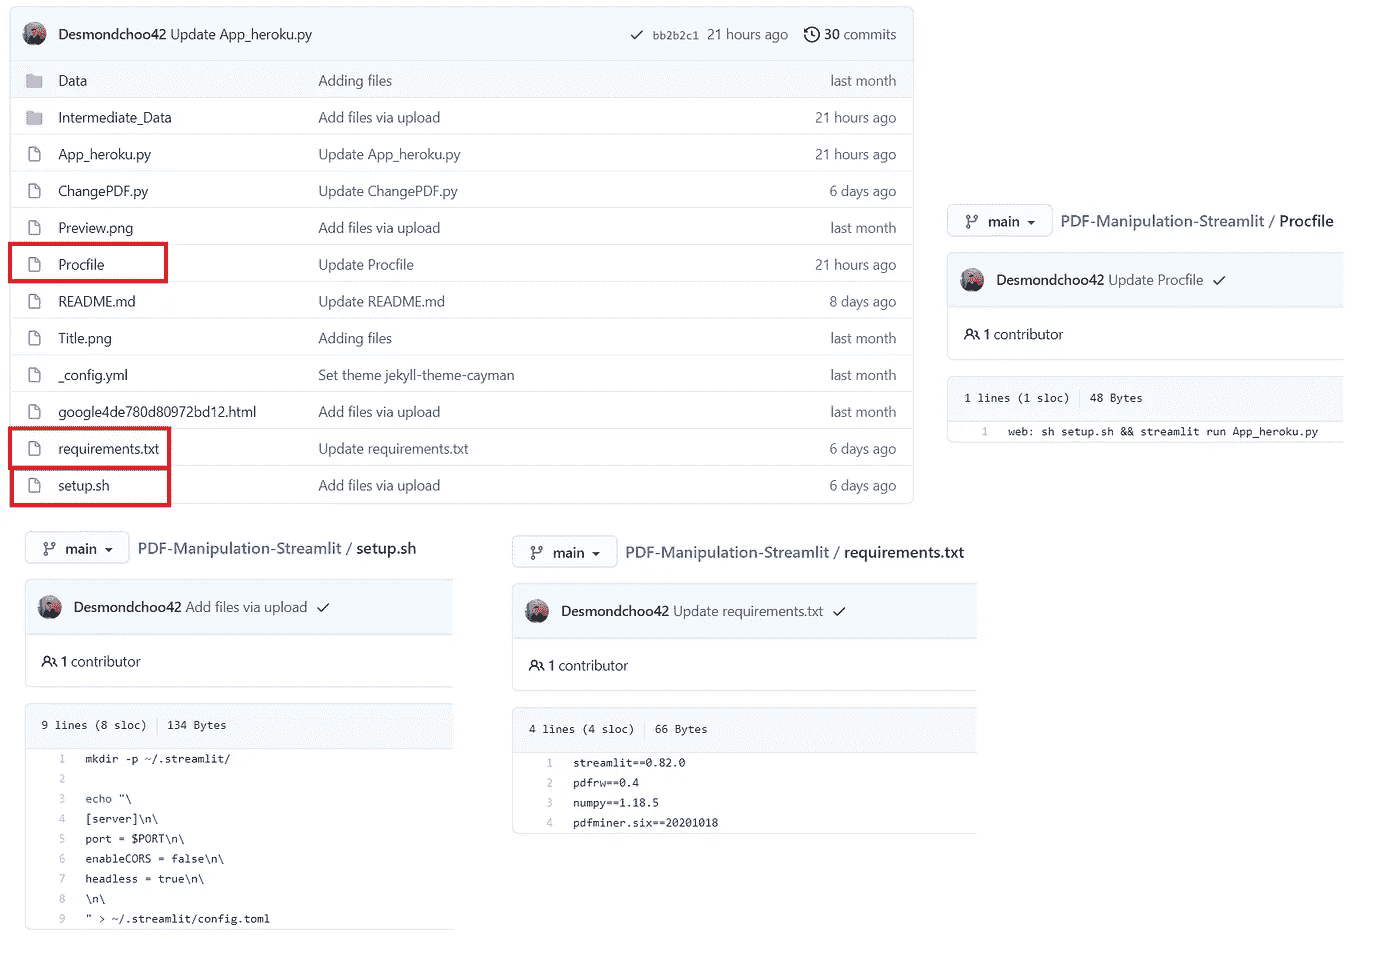 Desmondchoo42 Update App_heroku.py bb2b2c1 21 hours ago 30 commits
Data Adding files last month
Intermediate_Data Add files via upload 21 hours ago
App_heroku.py Update App_heroku.py 21 hours ago
ChangePDF.py Update ChangePDF.py 6 days ago
Preview.png Add files via upload last month
Procfile Update Procfile 21 hours ago
README.md Update README.md 8 days ago
Title.png Adding files last month
_config.yml Set theme jekyll-theme-cayman last month
google4de780d80972bd12.html Add files via upload last month
requirements.txt Update requirements.txt 6 days ago
setup.sh Add files via upload 6 days ago
main PDF-Manipulation-Streamlit / Procfile
Desmondchoo42 Update Procfile
1 contributor
1 lines (1 sloc) 48 Bytes
1 web: sh setup.sh && streamlit run App_heroku.py
main PDF-Manipulation-Streamlit / setup.sh
Desmondchoo42 Add files via upload
1 contributor
9 lines (8 sloc) 134 Bytes
1 mkdir -p ~/.streamlit/
2
3 echo "\
4 [server]\n\
5 port = $PORT\n\
6 enableCORS = false\n\
7 headless = true\n\
8 \n\
9 " > ~/.streamlit/config.toml
main PDF-Manipulation-Streamlit / requirements.txt
Desmondchoo42 Update requirements.txt
1 contributor
4 lines (4 sloc) 66 Bytes
1 streamlit==0.82.0
2 pdfrw==0.4
3 numpy==1.18.5
4 pdfminer.six==20201018